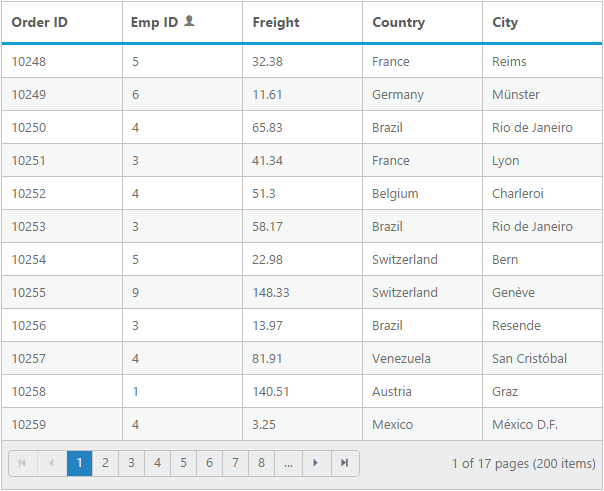 Order ID Emp ID Freight Country City
10248 5 32.38 France Reims
10249 6 11.61 Germany Münster
10250 4 65.83 Brazil Rio de Janeiro
10251 3 41.34 France Lyon
10252 4 51.3 Belgium Charleroi
10253 3 58.17 Brazil Rio de Janeiro
10254 5 22.98 Switzerland Bern
10255 9 148.33 Switzerland Genève
10256 3 13.97 Brazil Resende
10257 4 81.91 Venezuela San Cristóbal
10258 1 140.51 Austria Graz
10259 4 3.25 Mexico México D.F.
1 2 3 4 5 6 7 8 ... 1 of 17 pages (200 items)